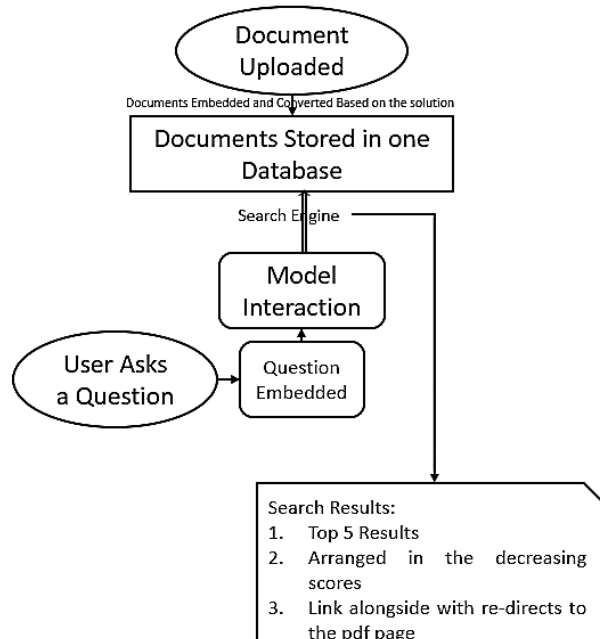 Document
Uploaded
Documents Embedded and Converted Based on the solution
Documents Stored in one
Database
Search Engine
Model
Interaction
User Asks
a Question
Question
Embedded
Search Results:
1. Top 5 Results
2. Arranged in the decreasing
scores
3. Link alongside with re-directs to
the pdf page